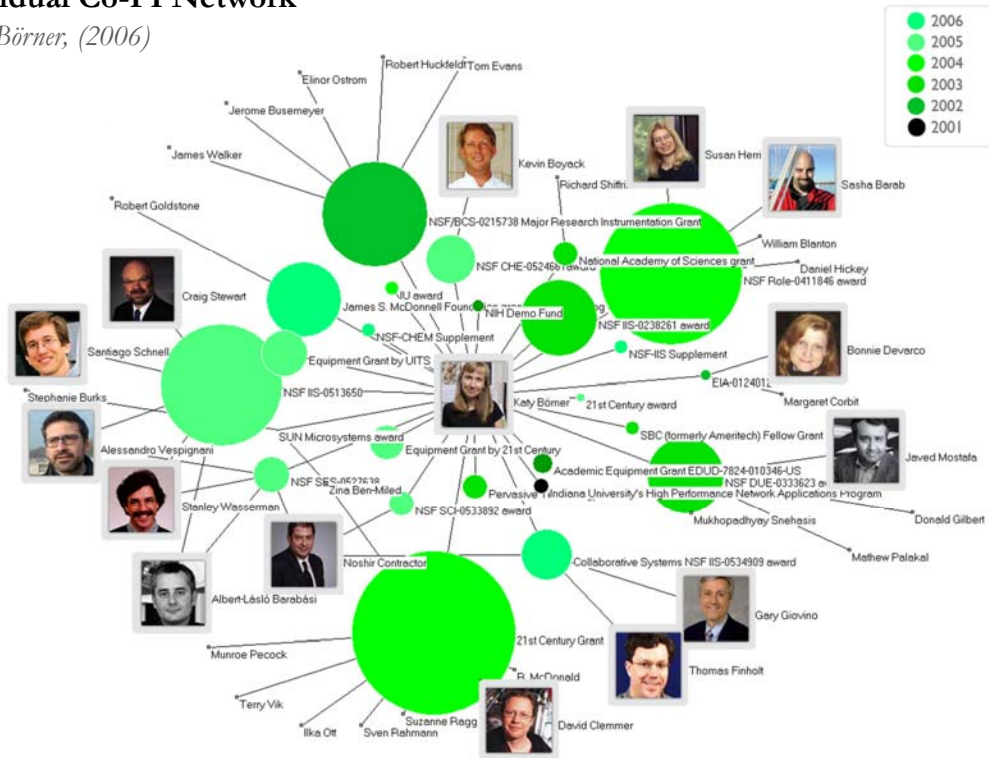 Co-PI Network
Börner, (2006)
2006
2005
2004
2003
2002
2001
Robert Huckfeldt
Tom Evans
Elinor Ostrom
Jerome Busemeyer
James Walker
Kevin Boyack
Susan Herri
Richard Shiffri
Sasha Barab
Robert Goldstone
NSF/BCS-0215738 Major Research Instrumentation Grant
William Blanton
National Academy of Sciences grant
NSF CHE-0524661 award
Daniel Hickey
NSF Role-0411846 award
Craig Stewart
IU award
James S. McDonnell
NIH Demo Fund
NSF IIS-0238261 award
NSF-CHEM Supplement
Santiago Schnell
Equipment Grant by UITS
NSF-IIS Supplement
Bonnie Devarco
NSF IIS-0513650
Stephanie Burks
Katy Börner
21st Century award
Margaret Corbit
SUN Microsystems award
SBC (formerly Ameritech) Fellow Grant
Alessandro Vespignani
Equipment Grant by 21st Century
Javed Mostafa
Academic Equipment Grant EDUD-7824-010346-US
NSF DUE-0333623
Zina Ben-Miled
Pervasive
Indiana University's High Performance Network Applications Program
Stanley Wasserman
NSF SCI-0533892 award
Mukhopadhyay Snehasis
Donald Gilbert
Mathew Palakal
Noshir Contractor
Collaborative Systems NSF IIS-0534909 award
Albert-Lásló Barabási
Gary Giovino
21st Century Grant
Munroe Pecock
Thomas Finholt
R. McDonald
Terry Vik
Suzanne Ragg
David Clemmer
Ilka Ott
Sven Rahmann